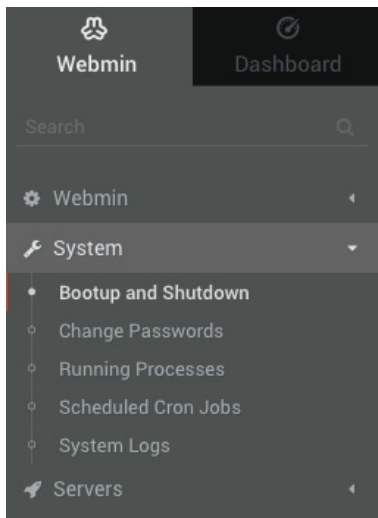 Webmin
Dashboard
Search
Webmin
System
Bootup and Shutdown
Change Passwords
Running Processes
Scheduled Cron Jobs
System Logs
Servers